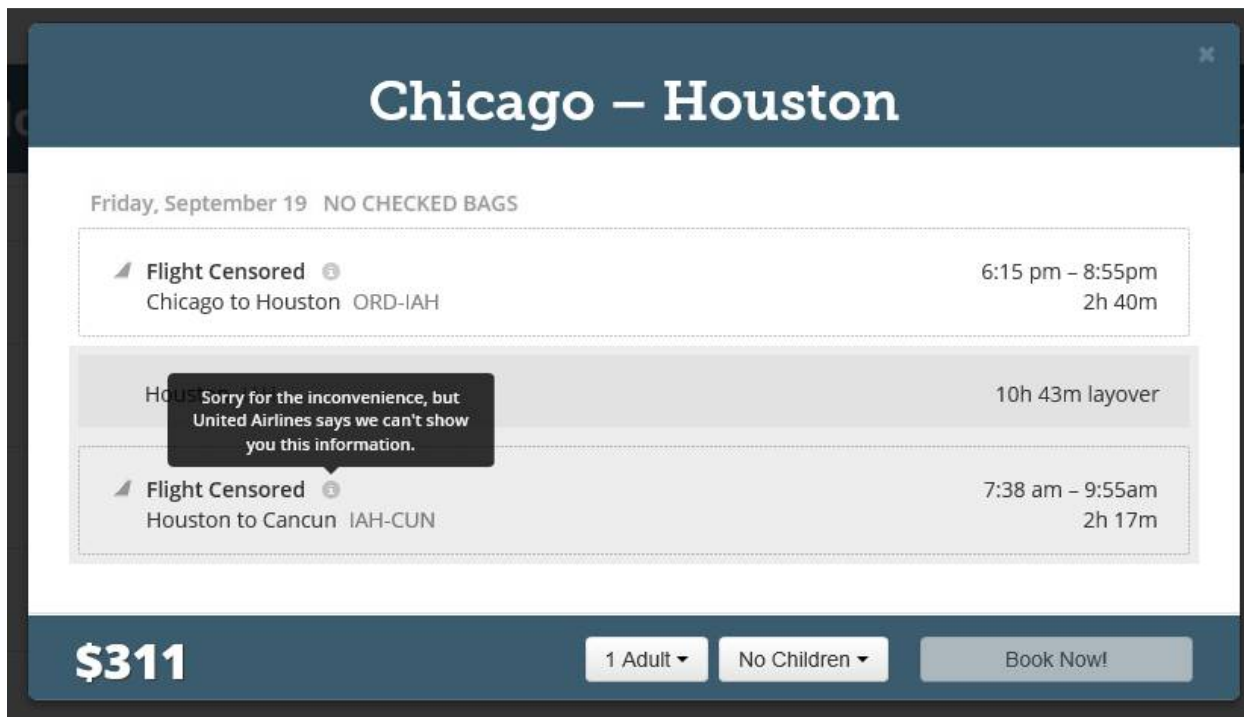 Chicago – Houston
Friday, September 19 NO CHECKED BAGS
Flight Censored
6:15 pm – 8:55pm
Chicago to Houston ORD-IAH
2h 40m
10h 43m layover
Sorry for the inconvenience, but
United Airlines says we can't show
you this information.
Flight Censored
7:38 am – 9:55am
Houston to Cancun IAH-CUN
2h 17m
$311
1 Adult
No Children
Book Now!